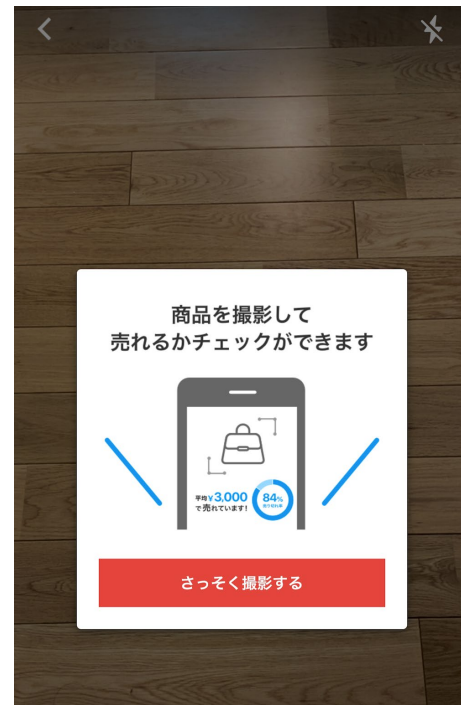 商品を撮影して
売れるかチェックができます
平均¥3,000
で売れています!
84%
さっそく撮影する